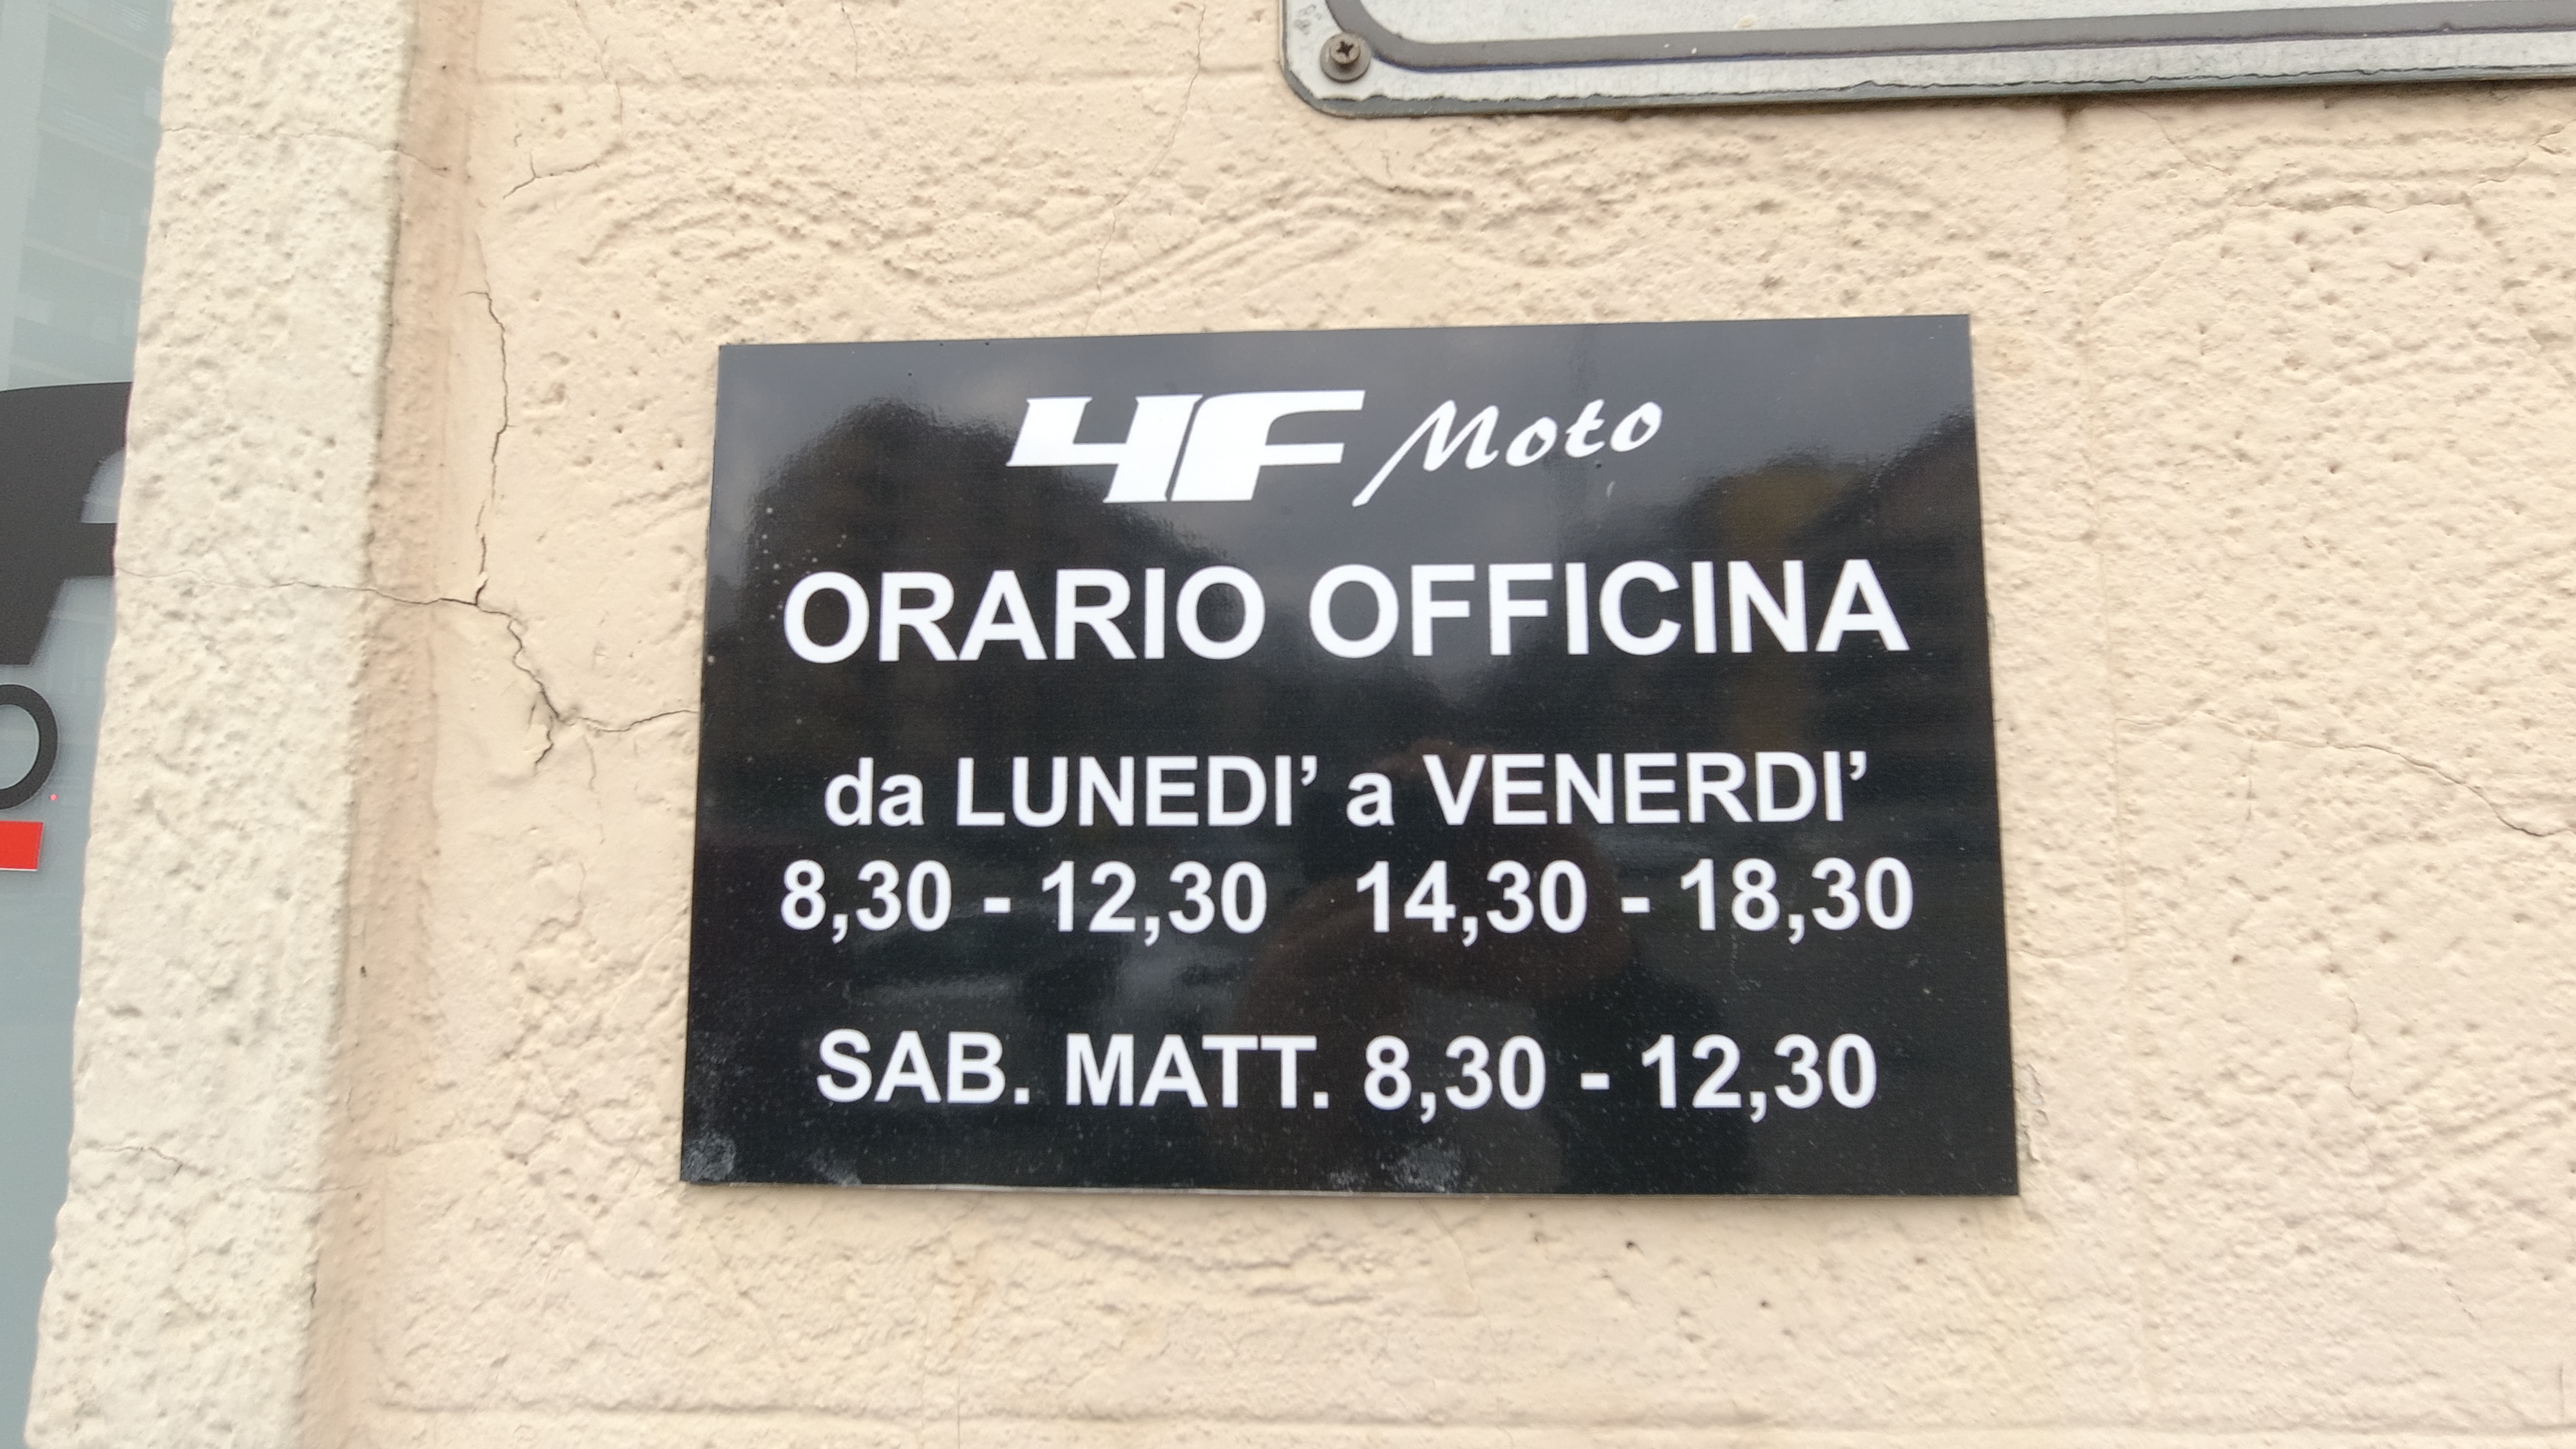 4F Moto
ORARIO OFFICINA
da LUNEDI’ a VENERDI’
8,30 - 12,30 14,30 - 18,30
SAB. MATT. 8,30 - 12,30